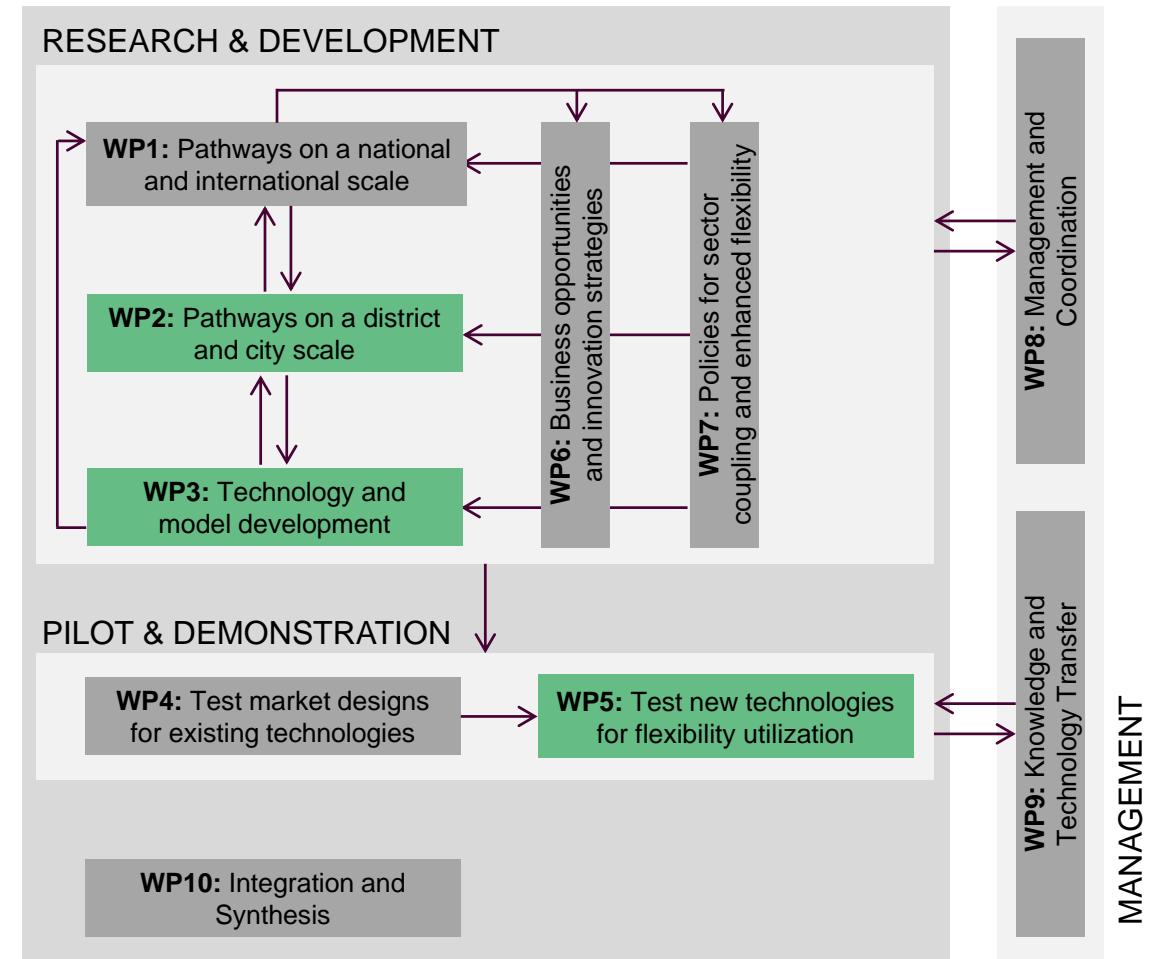 RESEARCH & DEVELOPMENT
WP1: Pathways on a national
and international scale
WP2: Pathways on a district
and city scale
WP3: Technology and
model development
WP6: Business opportunities
and innovation strategies
WP7: Policies for sector
coupling and enhanced flexibility
PILOT & DEMONSTRATION
WP4: Test market designs
for existing technologies
WP5: Test new technologies
for flexibility utilization
WP10: Integration and
Synthesis
WP8: Management and
Coordination
WP9: Knowledge and
Technology Transfer
MANAGEMENT